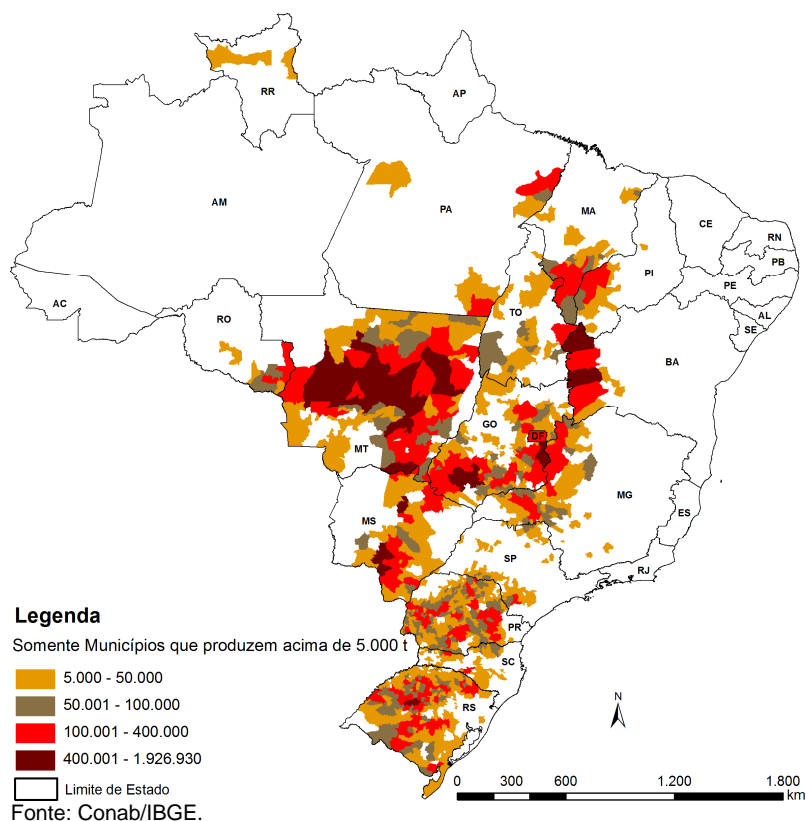 RR
AP
AM
PA
MA
CE
RN
PB
PI
PE
AL
SE
AC
TO
RO
BA
GO
DF
MT
MG
ES
MS
SP
RJ
PR
SC
RS
Legenda
Somente Municípios que produzem acima de 5.000 t
5.000 - 50.000
50.001 - 100.000
100.001 - 400.000
400.001 - 1.926.930
Limite de Estado
Fonte: Conab/IBGE.
N
0 300 600 1.200 1.800
km